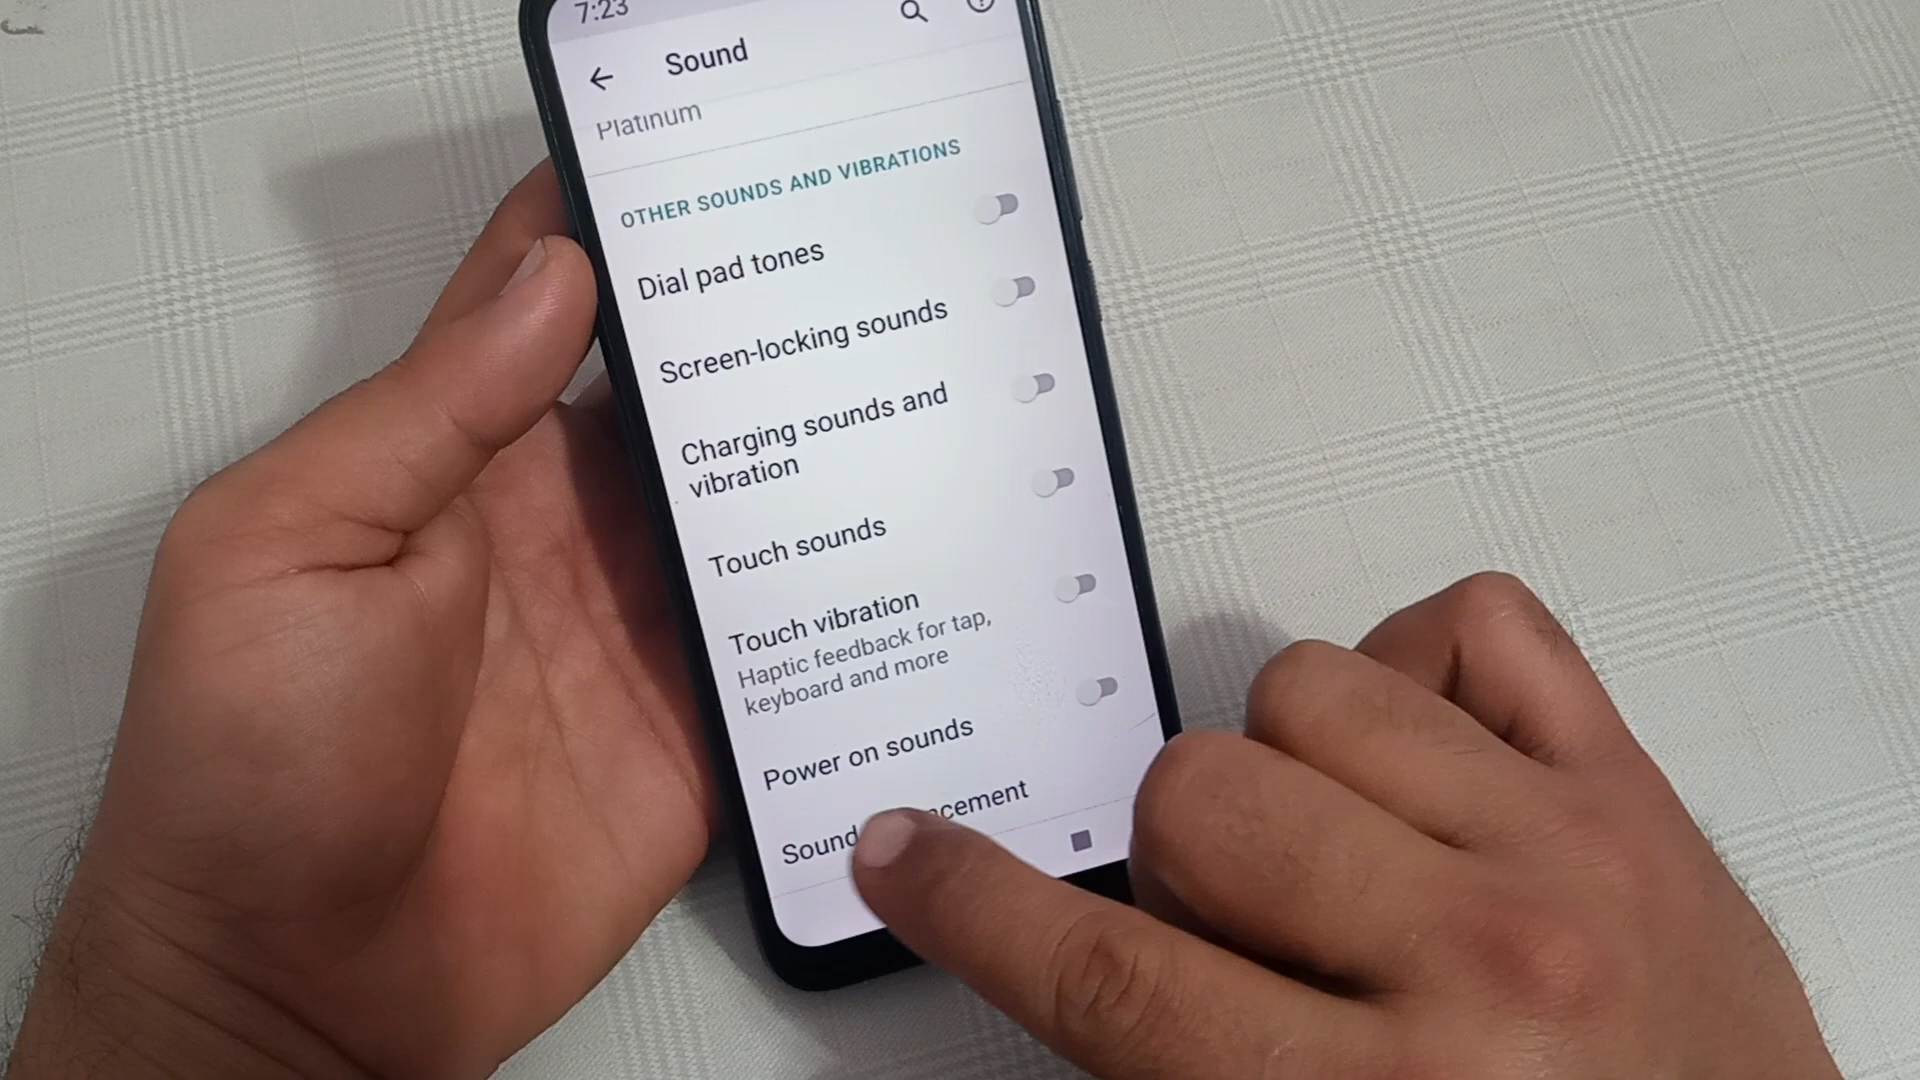 7:23
Sound
Platinum
OTHER SOUNDS AND VIBRATIONS
Dial pad tones
Screen-locking sounds
Charging sounds and
vibration
Touch sounds
Touch vibration
Haptic feedback for tap,
keyboard and more
Power on sounds
Sound